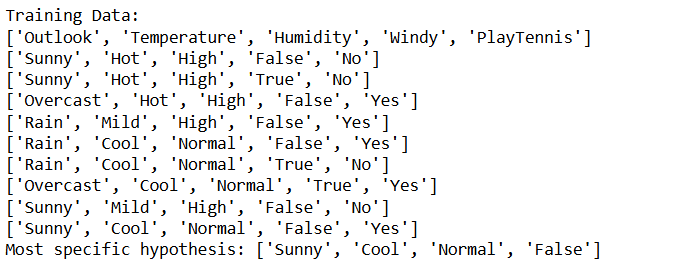 Training Data:
['Outlook', 'Temperature', 'Humidity', 'Windy', 'PlayTennis']
['Sunny', 'Hot', 'High', 'False', 'No']
['Sunny', 'Hot', 'High', 'True', 'No']
['Overcast', 'Hot', 'High', 'False', 'Yes']
['Rain', 'Mild', 'High', 'False', 'Yes']
['Rain', 'Cool', 'Normal', 'False', 'Yes']
['Rain', 'Cool', 'Normal', 'True', 'No']
['Overcast', 'Cool', 'Normal', 'True', 'Yes']
['Sunny', 'Mild', 'High', 'False', 'No']
['Sunny', 'Cool', 'Normal', 'False', 'Yes']
Most specific hypothesis: ['Sunny', 'Cool', 'Normal', 'False']